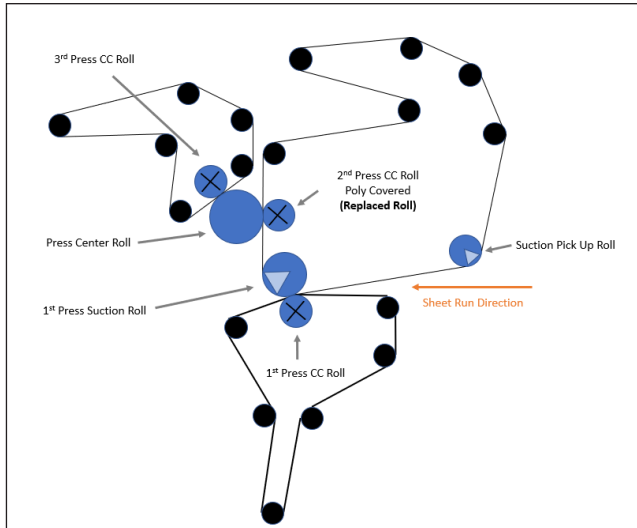 3rd Press CC Roll
2nd Press CC Roll
Poly Covered
(Replaced Roll)
Press Center Roll
Suction Pick Up Roll
Sheet Run Direction
1st Press Suction Roll
1st Press CC Roll